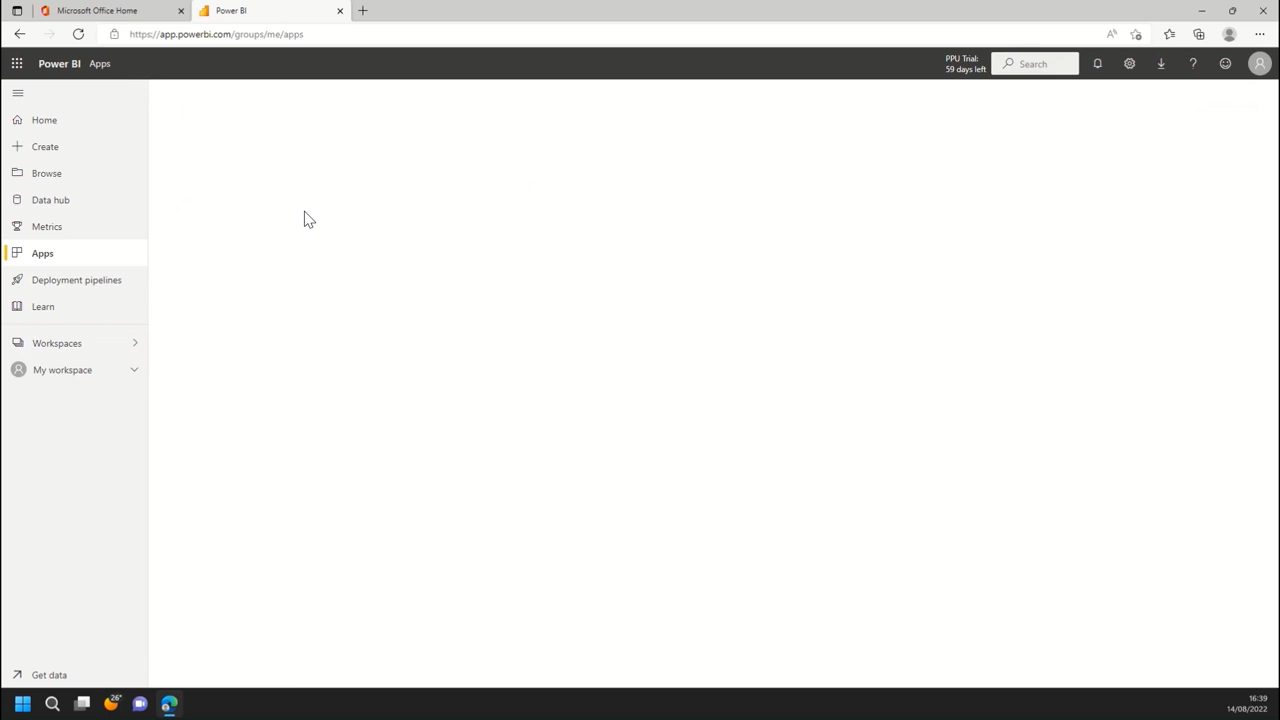 Microsoft Office Home
Power BI
https://app.powerbi.com/groups/me/apps
Power BI Apps
PPU Trial:
59 days left
Search
Home
Create
Browse
Data hub
Metrics
Apps
Deployment pipelines
Learn
Workspaces
My workspace
Get data
26°
16:39
14/08/2022